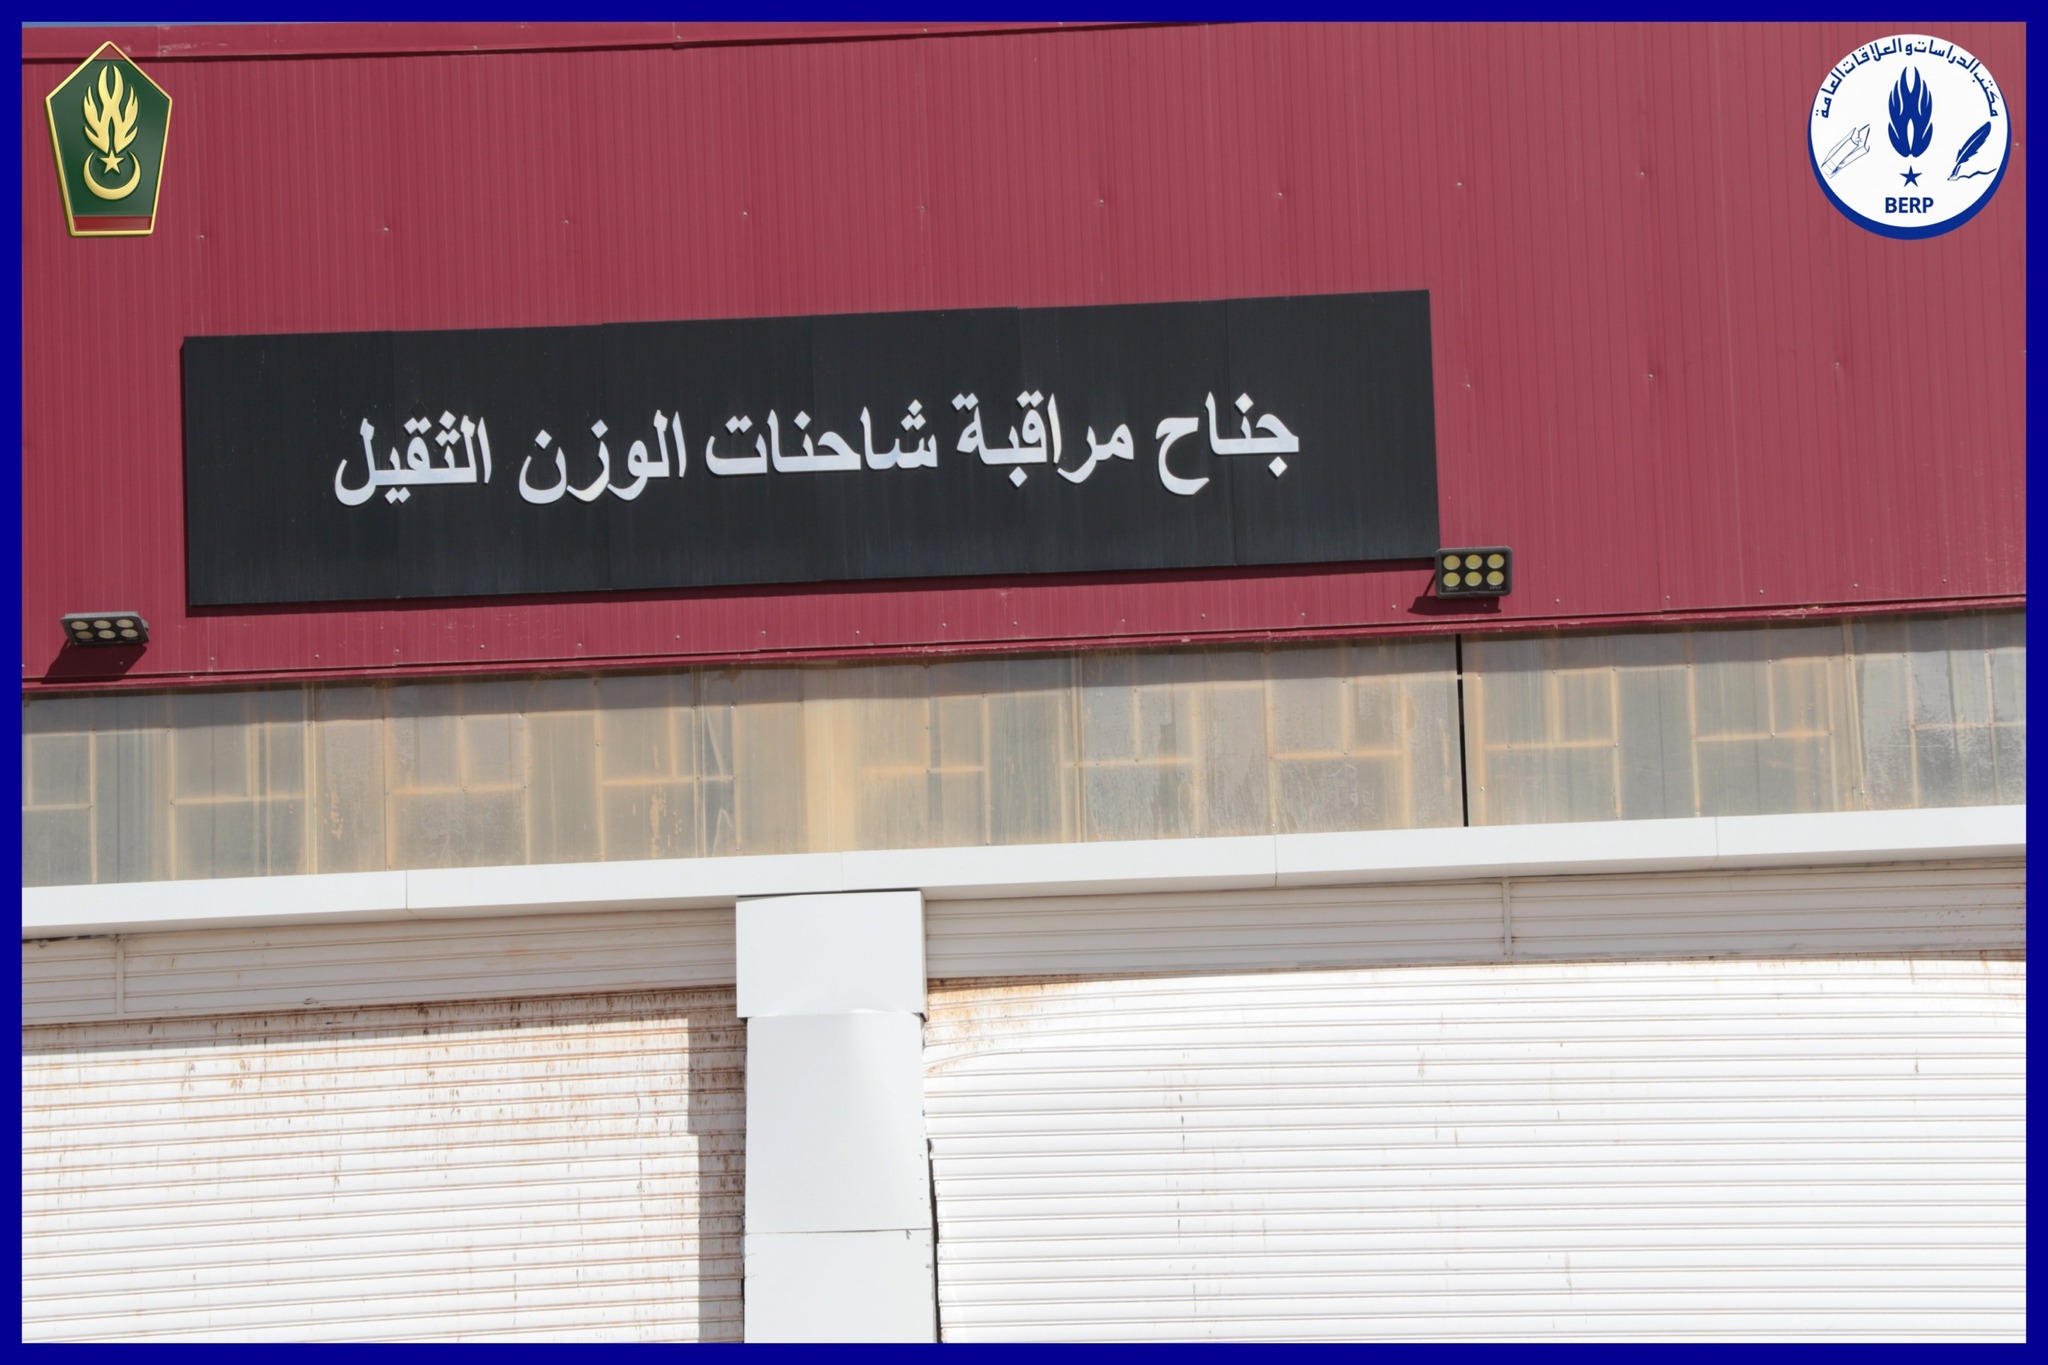 مكتب الدراسات والعلاقات العامة
BERP
جناح مراقبة شاحنات الوزن الثقيل